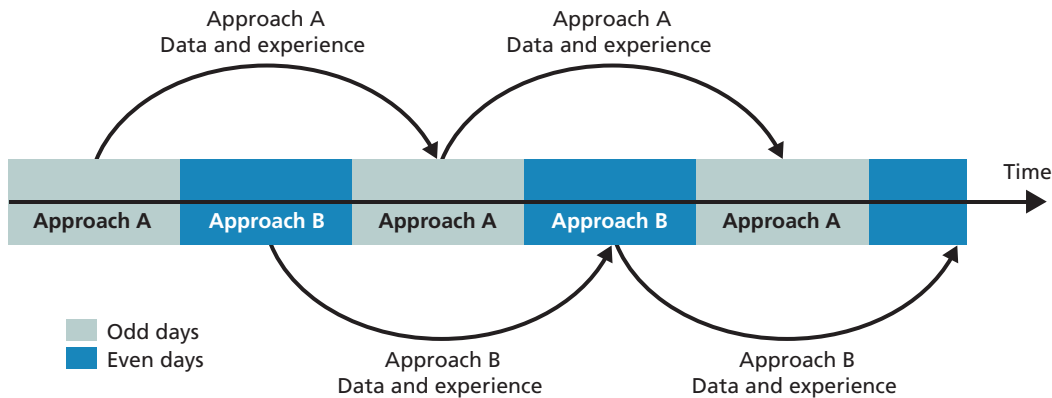 Approach A
Data and experience
Approach A
Data and experience
Time
Approach A
Approach B
Approach A
Approach B
Approach A
Odd days
Even days
Approach B
Data and experience
Approach B
Data and experience